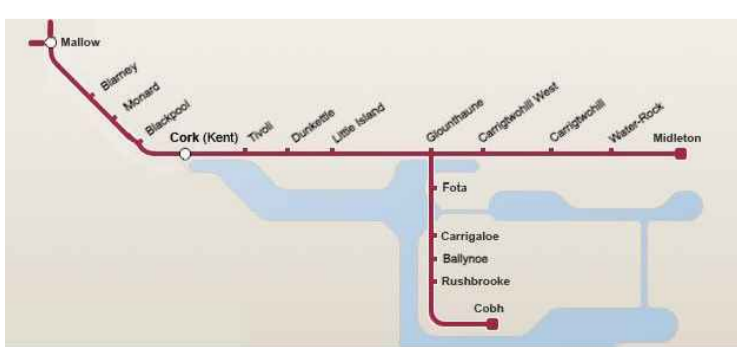 Mallow
Blarney
Monard
Blackpool
Cork (Kent)
Tivoli
Dunkettle
Little Island
Glounthaune
Carrigtwohill West
Carrigtwohill
Water-Rock
Midleton
Fota
Carrigaloe
Ballynoe
Rushbrooke
Cobh